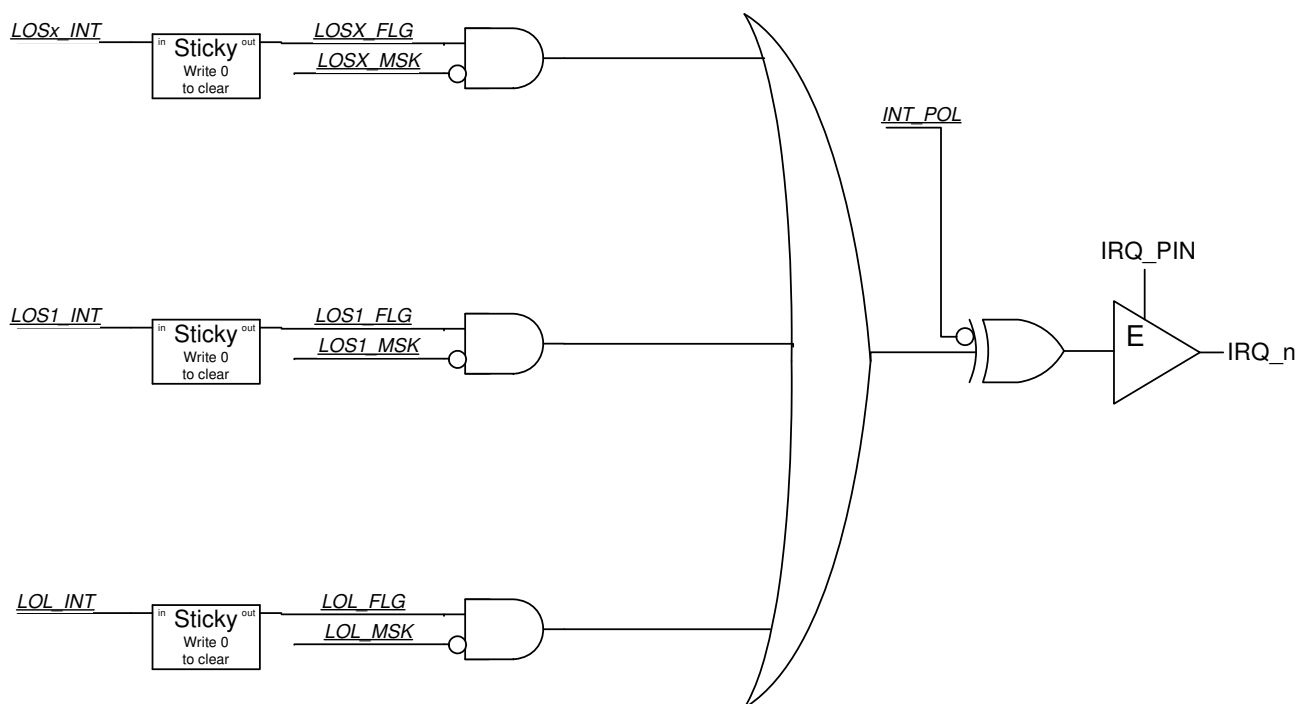 LOSx_INT
in Sticky out
Write 0
to clear
LOSX_FLG
LOSX_MSK
INT_POL
IRQ_PIN
E
IRQ_n
LOS1_INT
in Sticky out
Write 0
to clear
LOS1_FLG
LOS1_MSK
LOL_INT
in Sticky out
Write 0
to clear
LOL_FLG
LOL_MSK